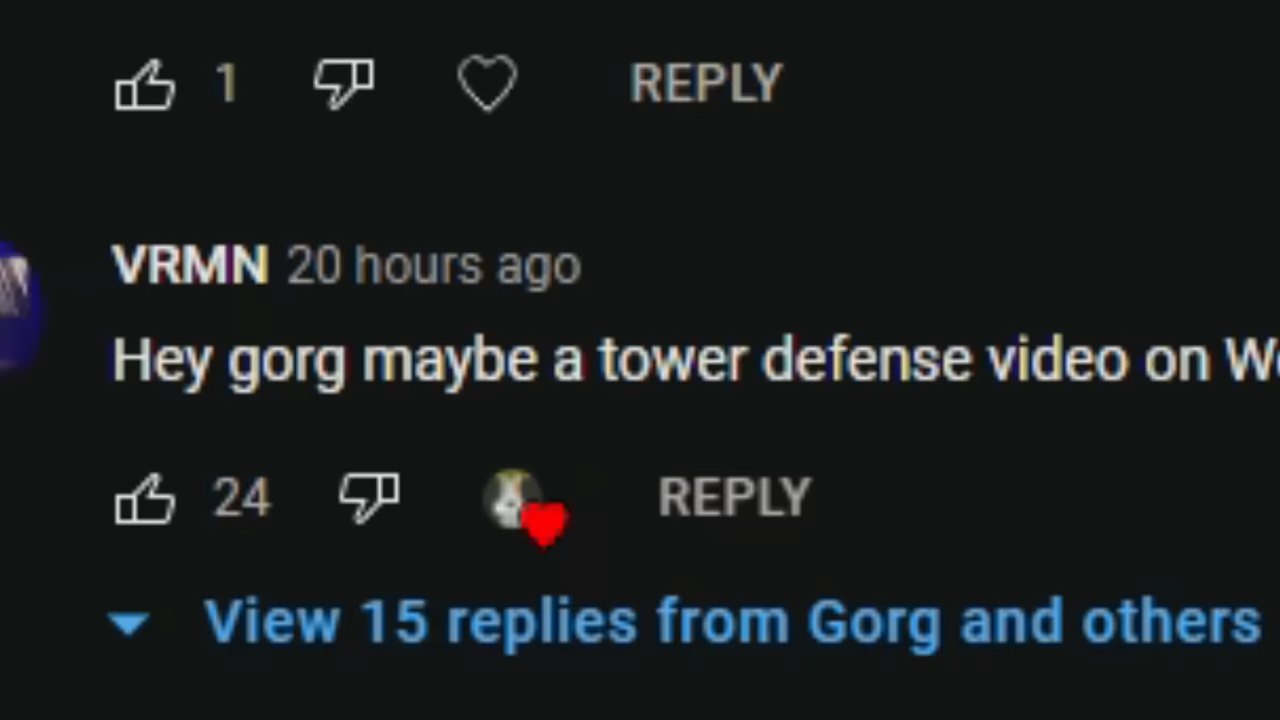 1 REPLY
VRMN 20 hours ago
Hey gorg maybe a tower defense video on
24 REPLY
View 15 replies from Gorg and others